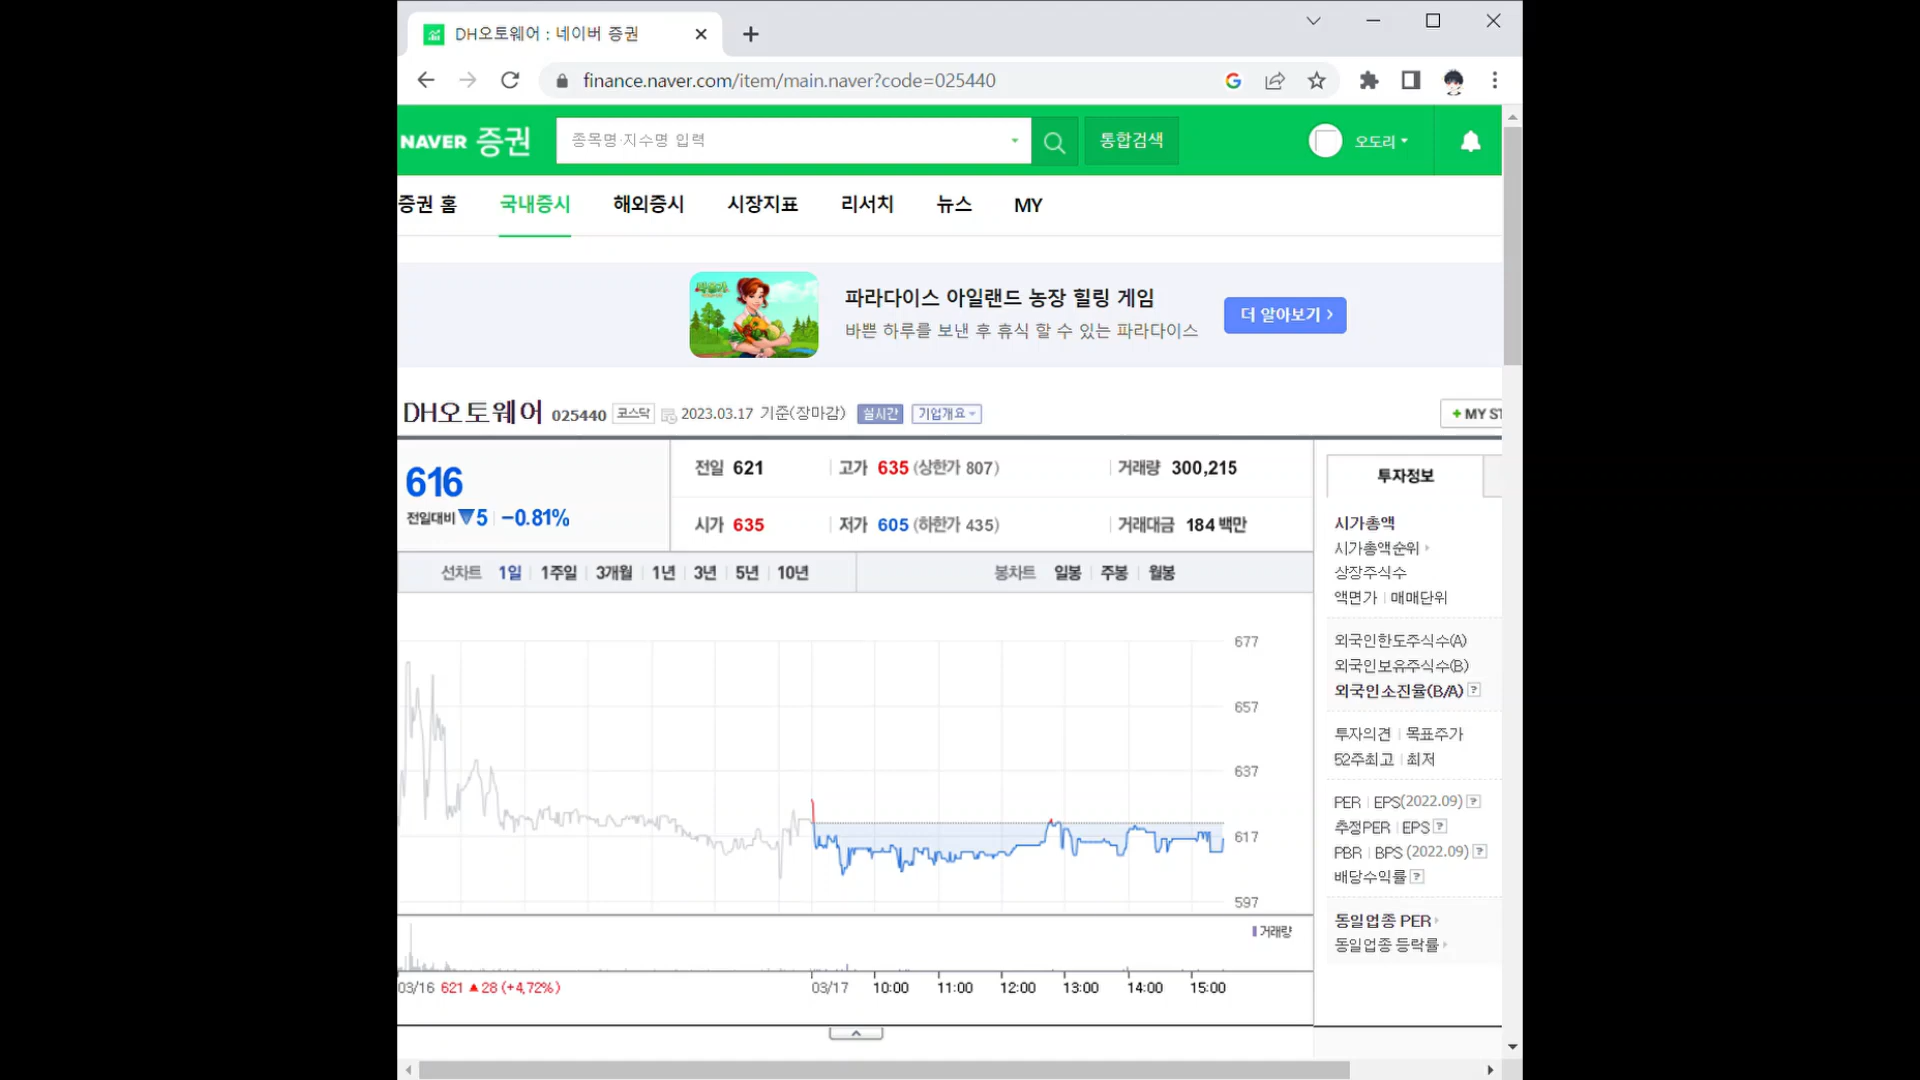 DH오토웨어 : 네이버 증권
finance.naver.com/item/main.naver?code=025440
NAVER 증권
종목명·지수명 입력
통합검색
오도리
증권 홈 국내증시 해외증시 시장지표 리서치 뉴스 MY
파라다이스 아일랜드 농장 힐링 게임
바쁜 하루를 보낸 후 휴식 할 수 있는 파라다이스
더 알아보기
DH오토웨어 025440 코스닥 2023.03.17 기준(장마감) 실시간 기업개요
+ MY ST
616
전일대비 ▼5 −0.81%
전일 621 고가 635 (상한가 807) 거래량 300,215
시가 635 저가 605 (하한가 435) 거래대금 184 백만
선차트 1일 1주일 3개월 1년 3년 5년 10년 봉차트 일봉 주봉 월봉
677
657
637
617
597
거래량
03/16 621 ▲28 (+4,72%) 03/17 10:00 11:00 12:00 13:00 14:00 15:00
투자정보
시가총액
시가총액순위
상장주식수
액면가 매매단위
외국인한도주식수(A)
외국인보유주식수(B)
외국인소진율(B/A) ?
투자의견 목표주가
52주최고 최저
PER EPS(2022.09) ?
추정PER EPS ?
PBR BPS (2022.09) ?
배당수익률 ?
동일업종 PER
동일업종 등락률